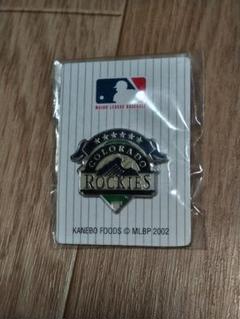 MAJOR LEAGUE BASEBALL
COLORADO
ROCKIES
KANEBO FOODS © MLBP 2002